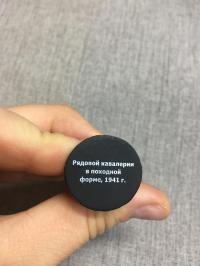 Рядовой кавалерии
в походной
форме, 1941 г.